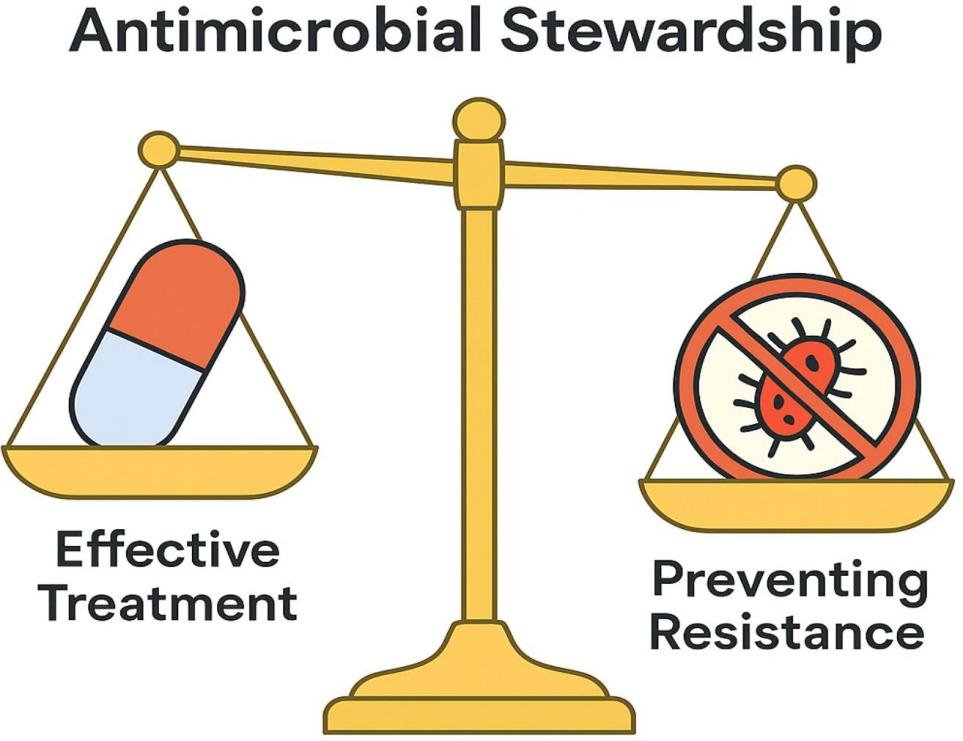 Antimicrobial Stewardship
Effective
Treatment
Preventing
Resistance